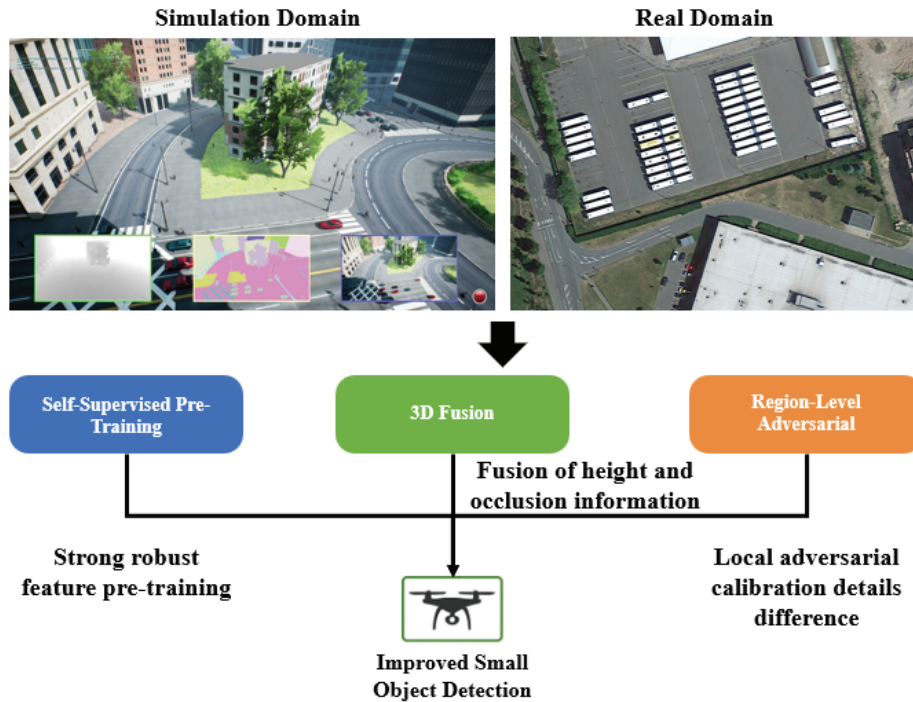 Simulation Domain
Real Domain
Self-Supervised Pre-
Training
3D Fusion
Region-Level
Adversarial
Fusion of height and
occlusion information
Strong robust
feature pre-training
Local adversarial
calibration details
difference
Improved Small
Object Detection